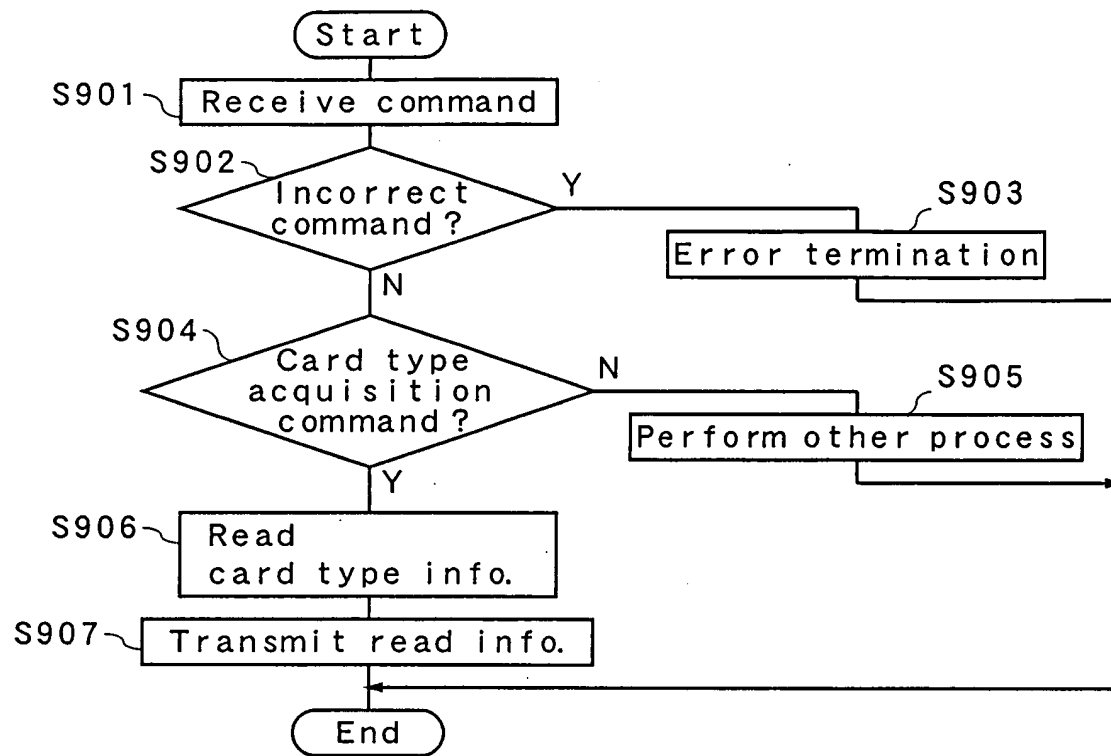 Start
S901
Receive command
S902
Incorrect
command?
Y
S903
Error termination
N
S904
Card type
acquisition
command?
N
S905
Perform other process
Y
S906
Read
card type info.
S907
Transmit read info.
End